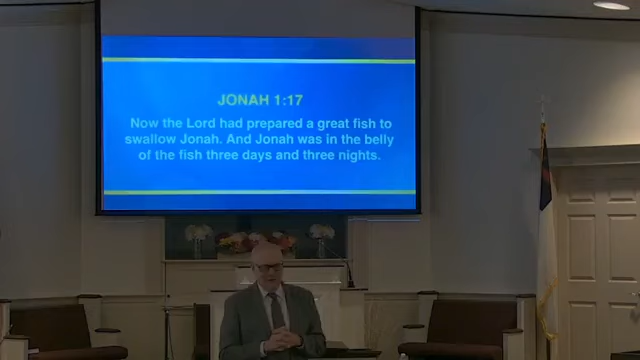 JONAH 1:17
Now the Lord had prepared a great fish to
swallow Jonah. And Jonah was in the belly
of the fish three days and three nights.